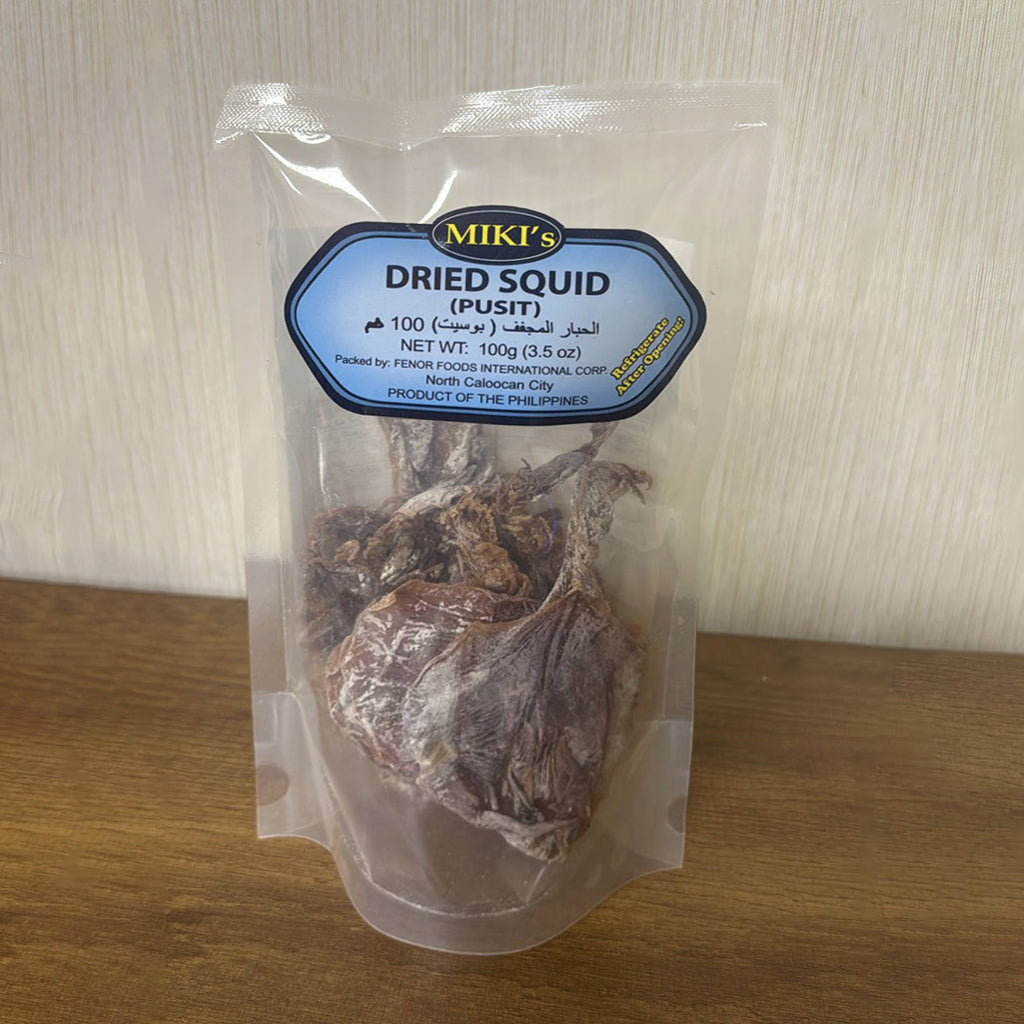 MIKI's
DRIED SQUID
(PUSIT)
الحبار المجفف ( بوسيت) 100 هم
NET WT: 100g (3.5 oz)
Packed by: FENOR FOODS INTERNATIONAL CORP.
North Caloocan City
PRODUCT OF THE PHILIPPINES
Refrigerate
After Opening!